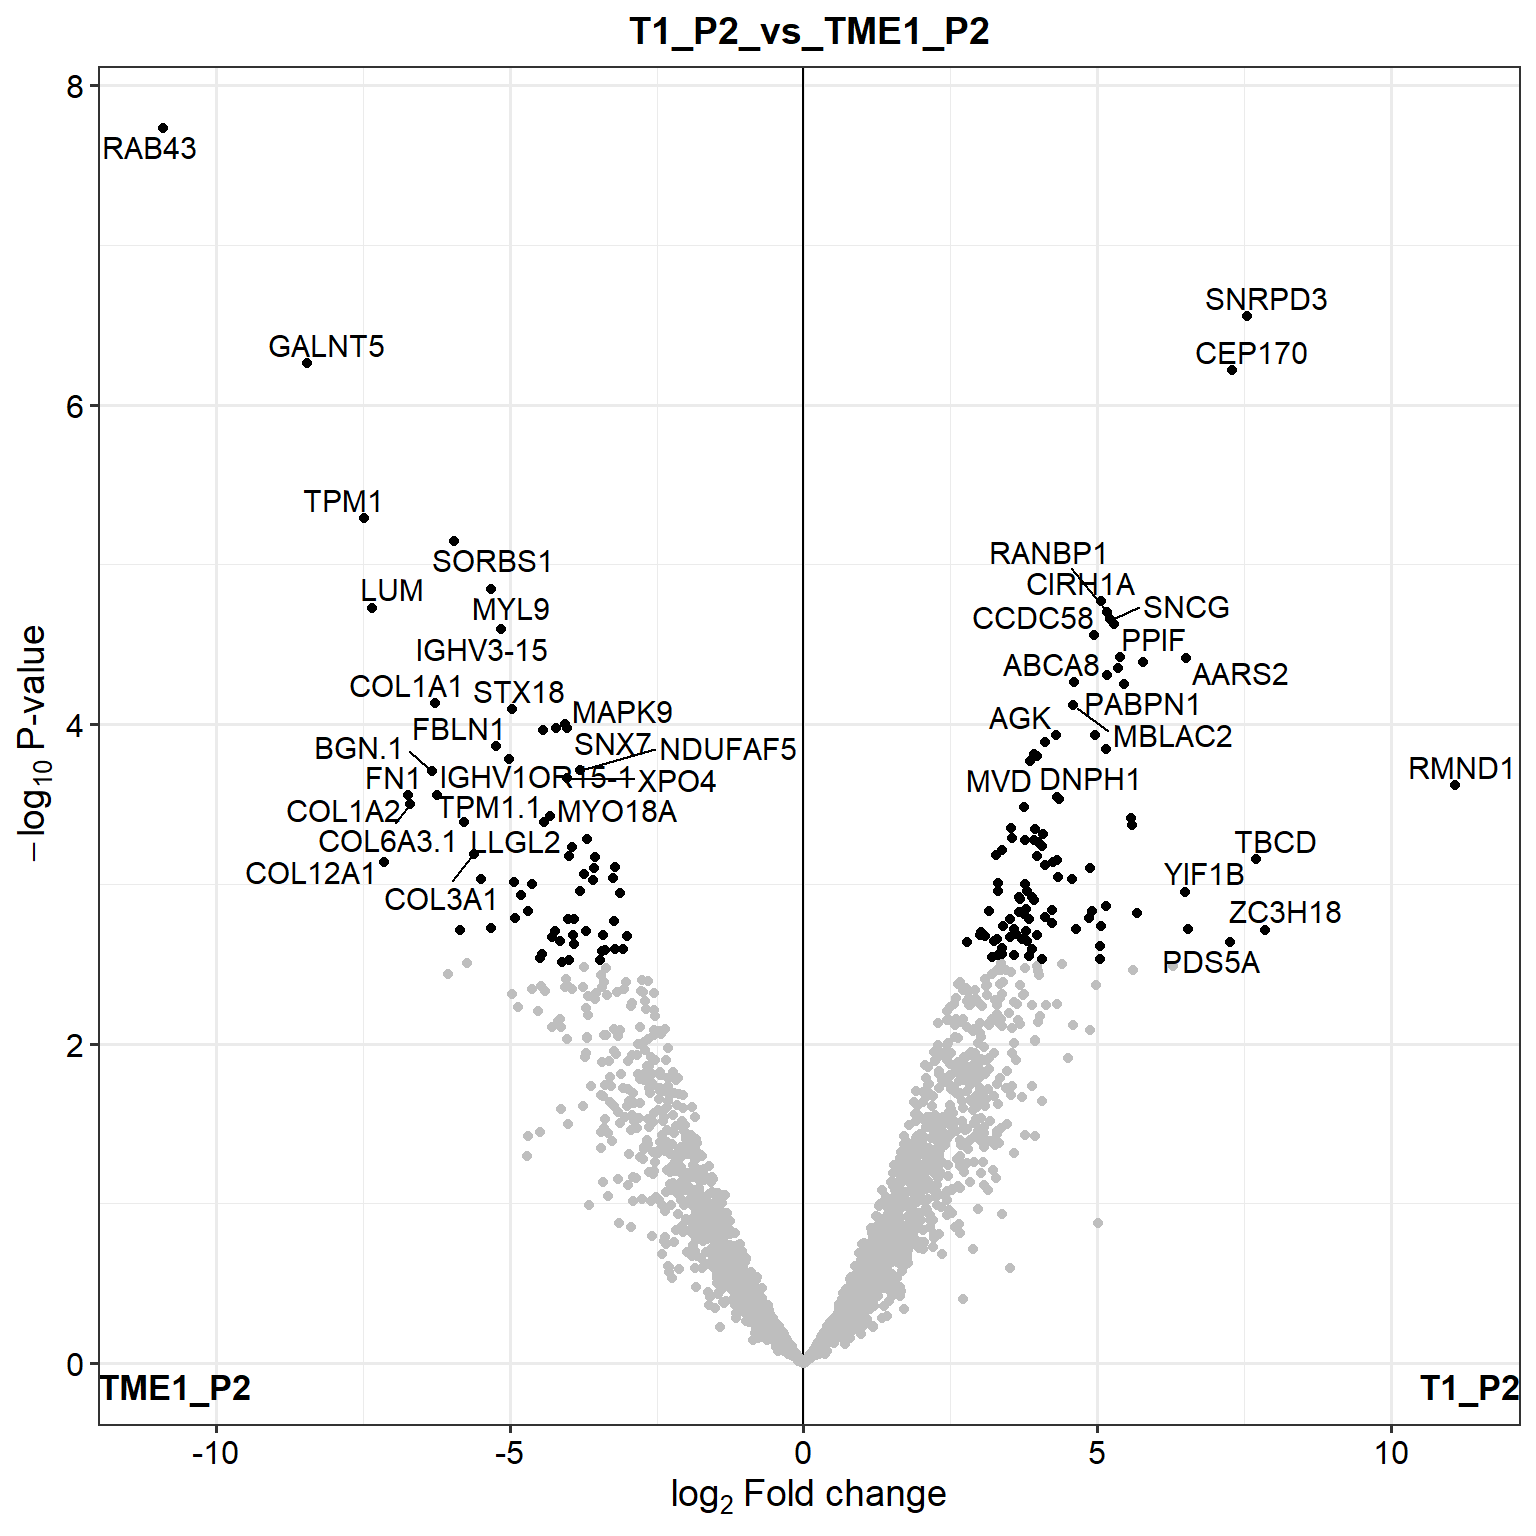 T1_P2_vs_TME1_P2
8
RAB43
SNRPD3
GALNT5
CEP170
6
TPM1
SORBS1
RANBP1
LUM
CIRH1A
MYL9
SNCG
CCDC58
IGHV3-15
PPIF
ABCA8
AARS2
COL1A1
STX18
PABPN1
MAPK9
AGK
4
FBLN1
MBLAC2
SNX7
BGN.1
NDUFAF5
FN1
IGHV1OR15-1
XPO4
MVD
DNPH1
RMND1
COL1A2
TPM1.1
MYO18A
COL6A3.1
LLGL2
TBCD
COL12A1
YIF1B
COL3A1
ZC3H18
PDS5A
2
0
TME1_P2
T1_P2
-10
-5
0
5
10
log2 Fold change
−log10 P-value